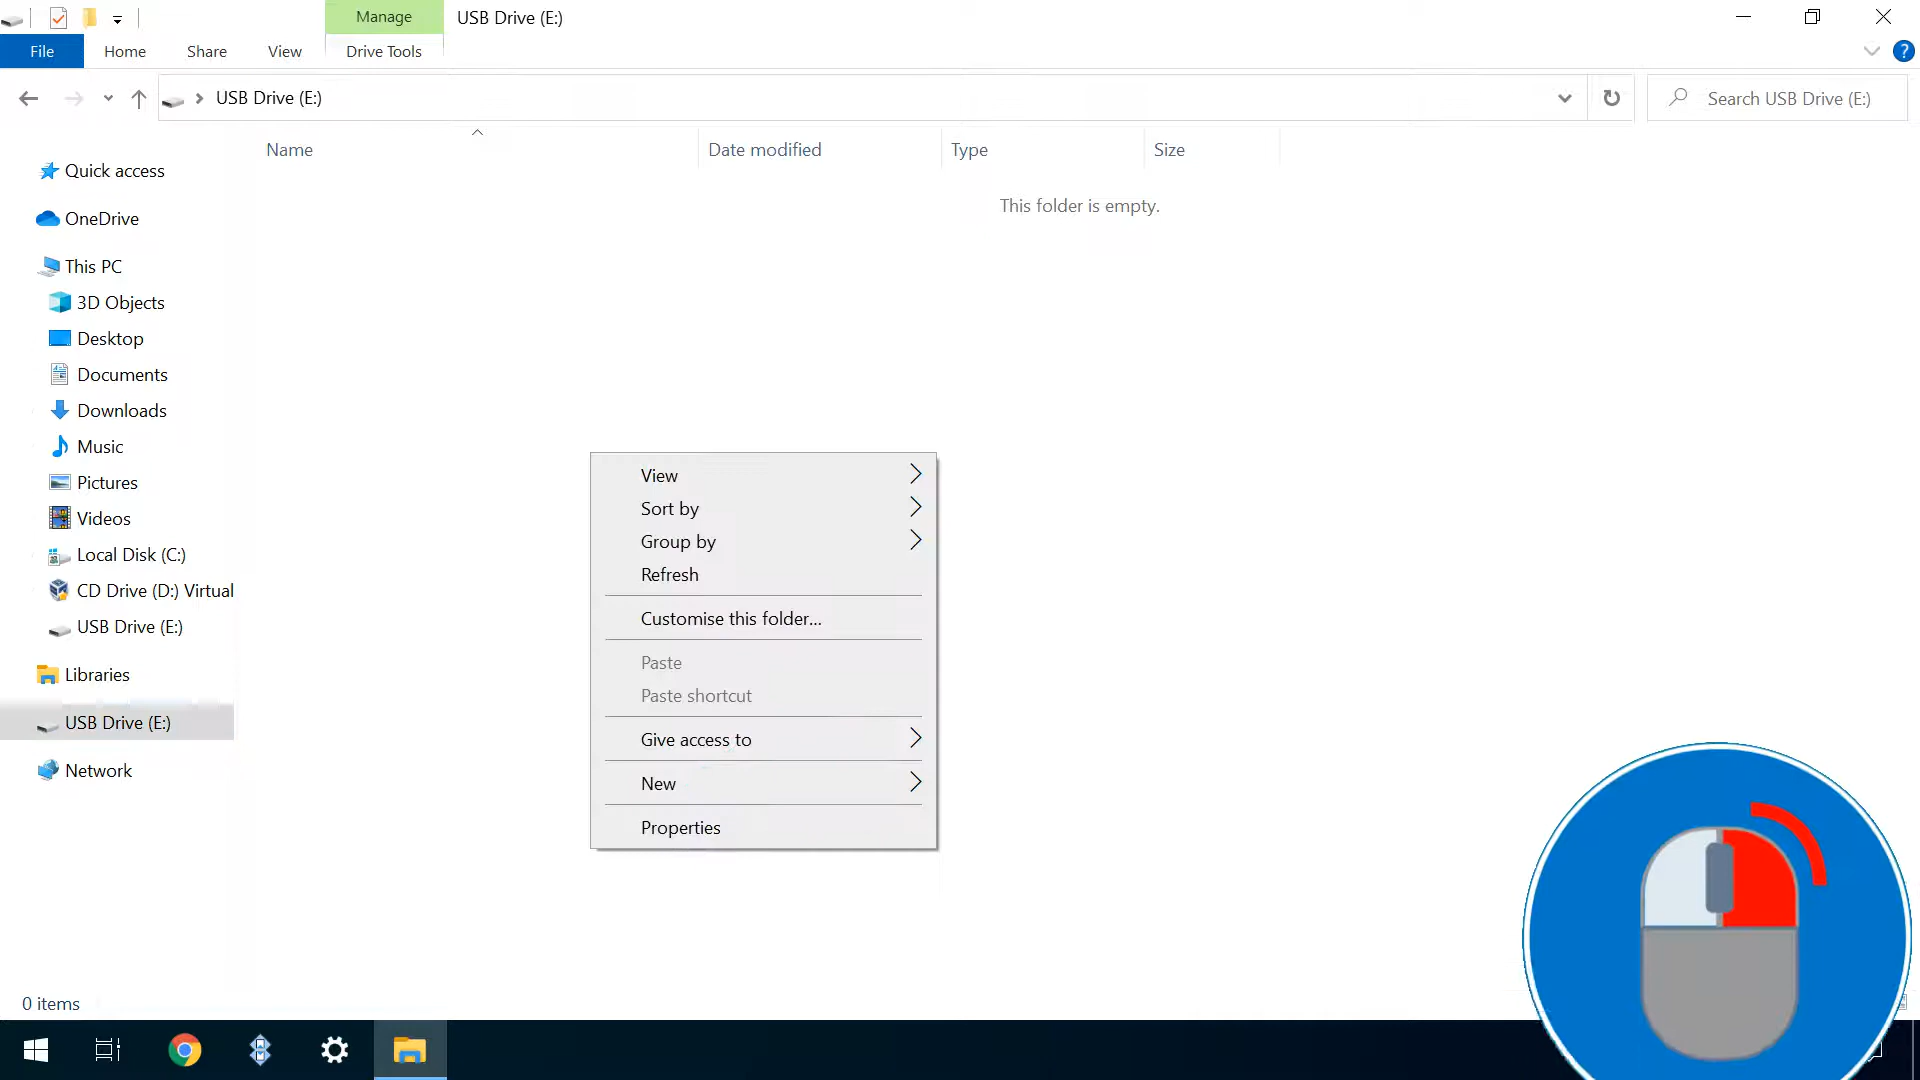 Manage
USB Drive (E:)
File
Home
Share
View
Drive Tools
?
USB Drive (E:)
Search USB Drive (E:)
Name
Date modified
Type
Size
This folder is empty.
Quick access
OneDrive
This PC
3D Objects
Desktop
Documents
Downloads
Music
Pictures
Videos
Local Disk (C:)
CD Drive (D:) Virtual
USB Drive (E:)
Libraries
USB Drive (E:)
Network
View
Sort by
Group by
Refresh
Customise this folder...
Paste
Paste shortcut
Give access to
New
Properties
0 items